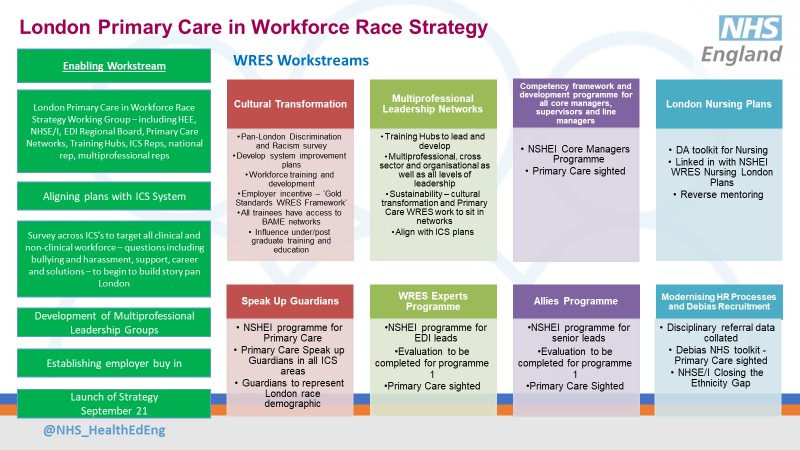 London Primary Care in Workforce Race Strategy
NHS
England
Enabling Workstream
London Primary Care in Workforce Race
Strategy Working Group – including HEE,
NHSE/I, EDI Regional Board, Primary Care
Networks, Training Hubs, ICS Reps, national
rep, multiprofessional reps
Aligning plans with ICS System
Survey across ICS's to target all clinical and
non-clinical workforce – questions including
bullying and harassment, support, career
and solutions – to begin to build story pan
London
Development of Multiprofessional
Leadership Groups
Establishing employer buy in
Launch of Strategy
September 21
WRES Workstreams
Cultural Transformation
•Pan-London Discrimination
and Racism survey
•Develop system improvement
plans
•Workforce training and
development
•Employer incentive – 'Gold
Standards WRES Framework'
•All trainees have access to
BAME networks
• Influence under/post
graduate training and
education
Multiprofessional
Leadership Networks
•Training Hubs to lead and
develop
•Multiprofessional, cross
sector and organisational as
well as all levels of
leadership
•Sustainability – cultural
transformation and Primary
Care WRES work to sit in
networks
•Align with ICS plans
Competency framework and
development programme for
all core managers,
supervisors and line
managers
• NSHEI Core Managers
Programme
• Primary Care sighted
London Nursing Plans
• DA toolkit for Nursing
• Linked in with NSHEI
WRES Nursing London
Plans
• Reverse mentoring
Speak Up Guardians
• NSHEI programme for
Primary Care
• Primary Care Speak up
Guardians in all ICS
areas
• Guardians to represent
London race
demographic
WRES Experts
Programme
•NSHEI programme for
EDI leads
•Evaluation to be
completed for programme
1
•Primary Care sighted
Allies Programme
•NSHEI programme for
senior leads
•Evaluation to be
completed for programme
1
•Primary Care Sighted
Modernising HR Processes
and Debias Recruitment
• Disciplinary referral data
collated
• Debias NHS toolkit -
Primary Care sighted
• NHSE/I Closing the
Ethnicity Gap
@NHS_HealthEdEng